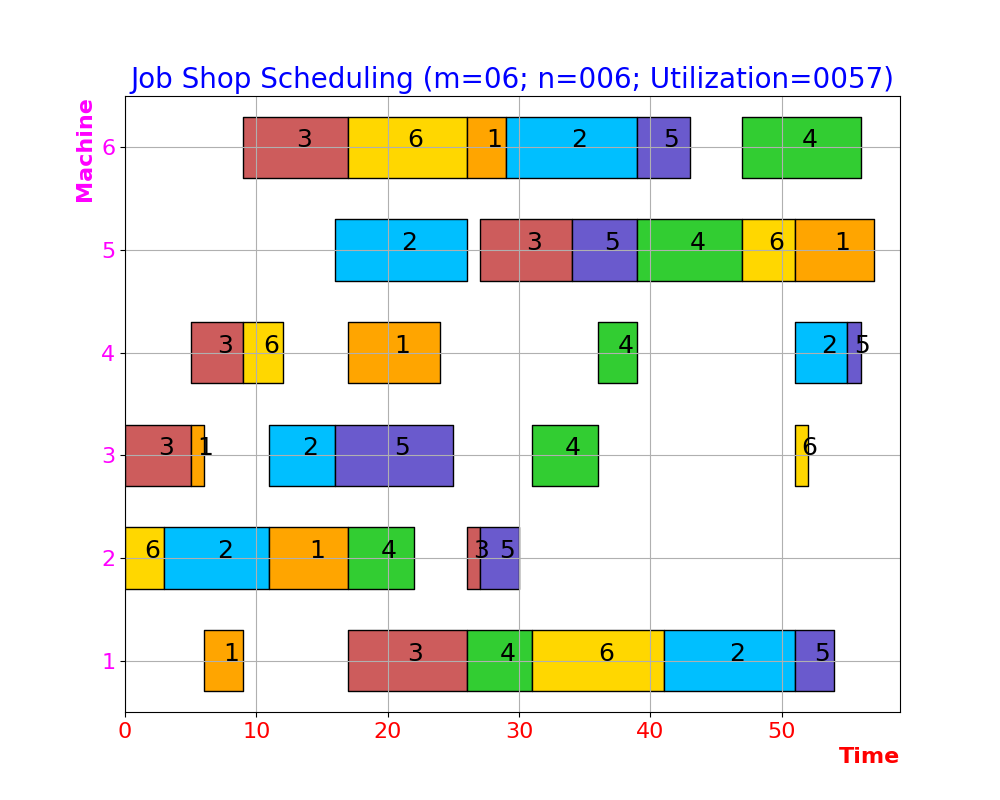 Job Shop Scheduling (m=06; n=006; Utilization=0057)
Machine
6 3 6 1 2 5 4
5 2 3 5 4 6 1
4 3 6 1 4 2 5
3 3 1 2 5 4 6
2 6 2 1 4 3 5
1 1 3 4 6 2 5
0 10 20 30 40 50
Time